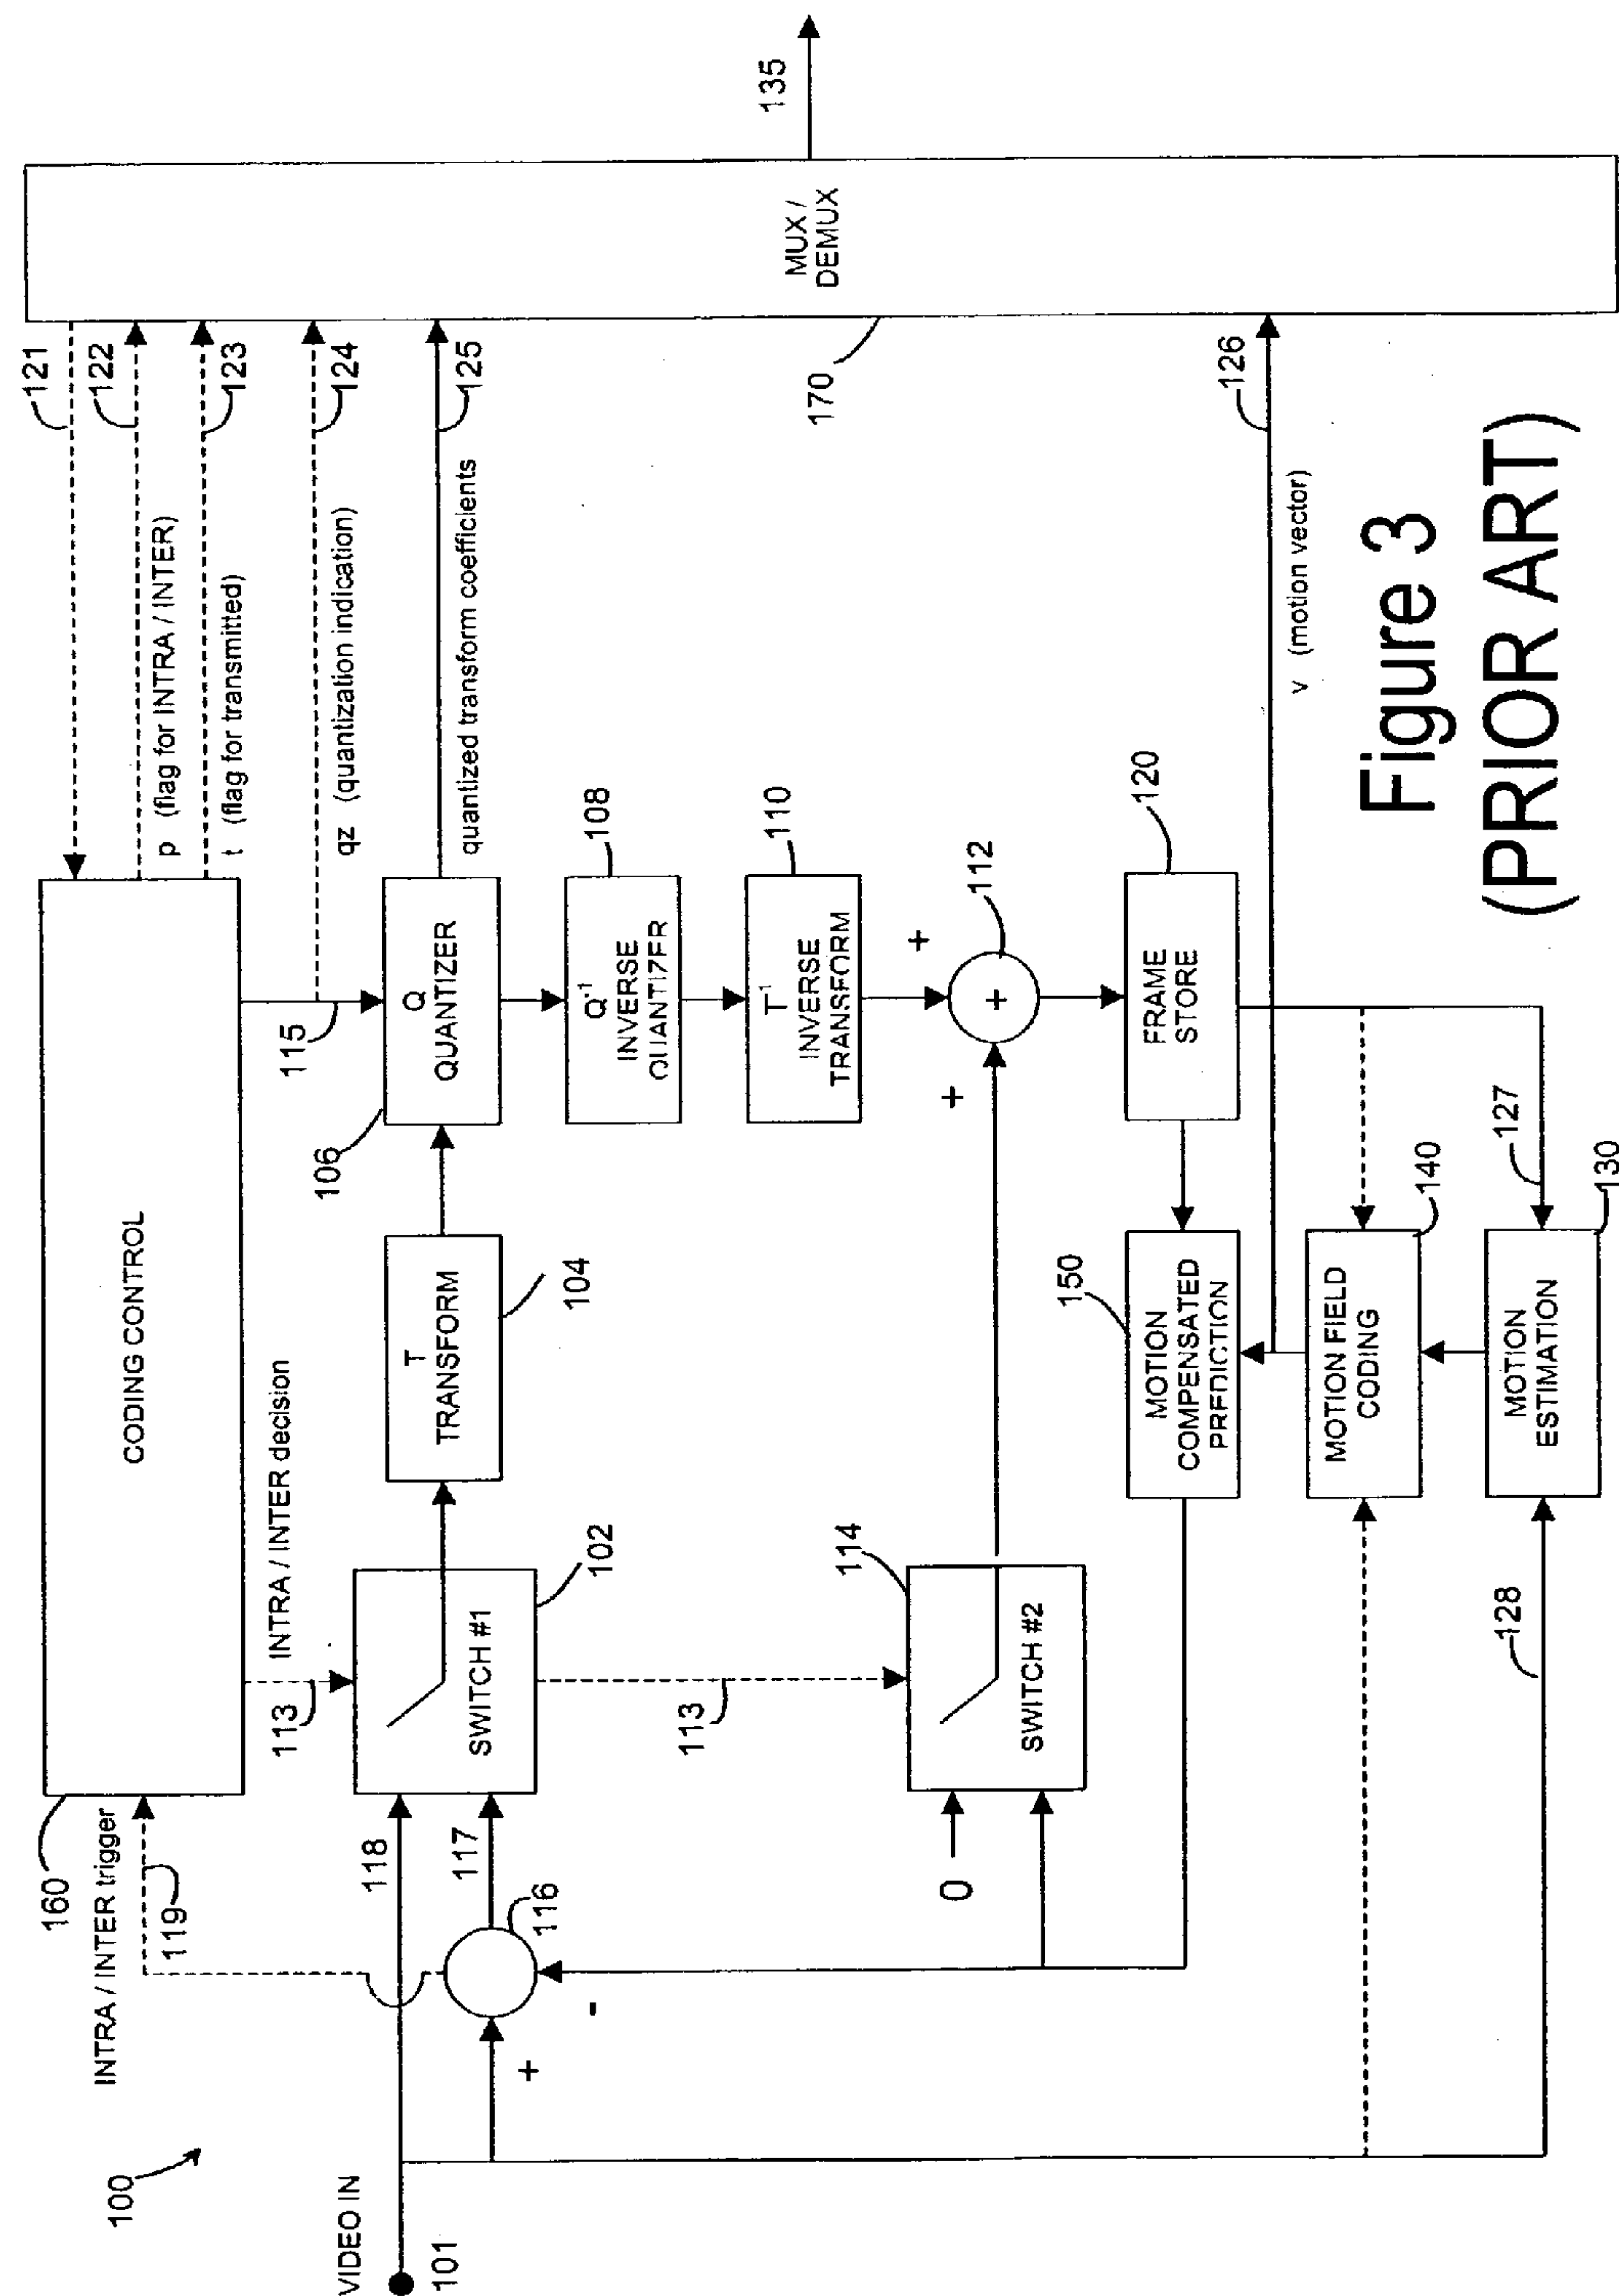 100
VIDEO IN
101
INTRA / INTER trigger
119
160
CODING CONTROL
121
122
p (flag for INTRA / INTER)
123
t (flag for transmitted)
124
qz (quantization indication)
125
quantized transform coefficients
113
INTRA / INTER decision
115
118
117
116
+
-
SWITCH #1
102
T
TRANSFORM
104
106
Q
QUANTIZER
108
Q-1
INVERSE
QUANTIZER
110
T-1
INVERSE
TRANSFORM
113
0
114
SWITCH #2
+
+
+
112
120
FRAME
STORE
150
MOTION
COMPENSATED
PREDICTION
126
v (motion vector)
140
MOTION FIELD
CODING
127
128
130
MOTION
ESTIMATION
170
MUX /
DEMUX
135
Figure 3
(PRIOR ART)